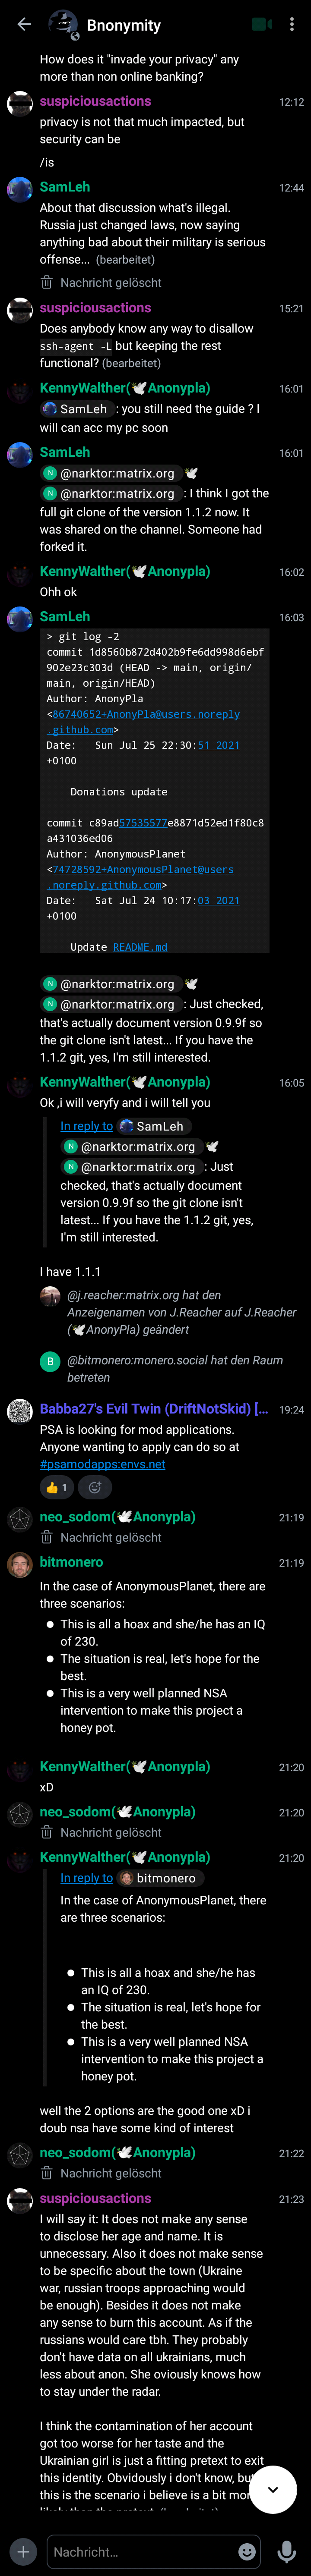 Bnonymity
How does it "invade your privacy" any
more than non online banking?
suspiciousactions 12:12
privacy is not that much impacted, but
security can be
/is
SamLeh 12:44
About that discussion what's illegal.
Russia just changed laws, now saying
anything bad about their military is serious
offense... (bearbeitet)
Nachricht gelöscht
suspiciousactions 15:21
Does anybody know any way to disallow
ssh-agent -L but keeping the rest
functional? (bearbeitet)
KennyWalther(🕊️Anonypla) 16:01
SamLeh : you still need the guide ? I
will can acc my pc soon
SamLeh 16:01
N @narktor:matrix.org 🕊️
N @narktor:matrix.org : I think I got the
full git clone of the version 1.1.2 now. It
was shared on the channel. Someone had
forked it.
KennyWalther(🕊️Anonypla) 16:02
Ohh ok
SamLeh 16:03
> git log -2
commit 1d8560b872d402b9fe6dd998d6ebf
902e23c303d (HEAD -> main, origin/
main, origin/HEAD)
Author: AnonyPla
<86740652+AnonyPla@users.noreply
.github.com>
Date: Sun Jul 25 22:30:51 2021
+0100
Donations update
commit c89ad57535577e8871d52ed1f80c8
a431036ed06
Author: AnonymousPlanet
<74728592+AnonymousPlanet@users
.noreply.github.com>
Date: Sat Jul 24 10:17:03 2021
+0100
Update README.md
N @narktor:matrix.org 🕊️
N @narktor:matrix.org : Just checked,
that's actually document version 0.9.9f so
the git clone isn't latest... If you have the
1.1.2 git, yes, I'm still interested.
KennyWalther(🕊️Anonypla) 16:05
Ok ,i will veryfy and i will tell you
In reply to SamLeh
N @narktor:matrix.org 🕊️
N @narktor:matrix.org : Just
checked, that's actually document
version 0.9.9f so the git clone isn't
latest... If you have the 1.1.2 git, yes,
I'm still interested.
I have 1.1.1
@j.reacher:matrix.org hat den
Anzeigenamen von J.Reacher auf J.Reacher
(🕊️AnonyPla) geändert
B @bitmonero:monero.social hat den Raum
betreten
Babba27's Evil Twin (DriftNotSkid) [... 19:24
PSA is looking for mod applications.
Anyone wanting to apply can do so at
#psamodapps:envs.net
👍 1
neo_sodom(🕊️Anonypla) 21:19
Nachricht gelöscht
bitmonero 21:19
In the case of AnonymousPlanet, there are
three scenarios:
● This is all a hoax and she/he has an IQ
of 230.
● The situation is real, let's hope for the
best.
● This is a very well planned NSA
intervention to make this project a
honey pot.
KennyWalther(🕊️Anonypla) 21:20
xD
neo_sodom(🕊️Anonypla) 21:20
Nachricht gelöscht
KennyWalther(🕊️Anonypla) 21:20
In reply to bitmonero
In the case of AnonymousPlanet, there
are three scenarios:
● This is all a hoax and she/he has
an IQ of 230.
● The situation is real, let's hope for
the best.
● This is a very well planned NSA
intervention to make this project a
honey pot.
well the 2 options are the good one xD i
doub nsa have some kind of interest
neo_sodom(🕊️Anonypla) 21:22
Nachricht gelöscht
suspiciousactions 21:23
I will say it: It does not make any sense
to disclose her age and name. It is
unnecessary. Also it does not make sense
to be specific about the town (Ukraine
war, russian troops approaching would
be enough). Besides it does not make
any sense to burn this account. As if the
russians would care tbh. They probably
don't have data on all ukrainians, much
less about anon. She oviously knows how
to stay under the radar.
I think the contamination of her account
got too worse for her taste and the
Ukrainian girl is just a fitting pretext to exit
this identity. Obvidously i don't know, but
this is the scenario i believe is a bit mor
Nachricht…